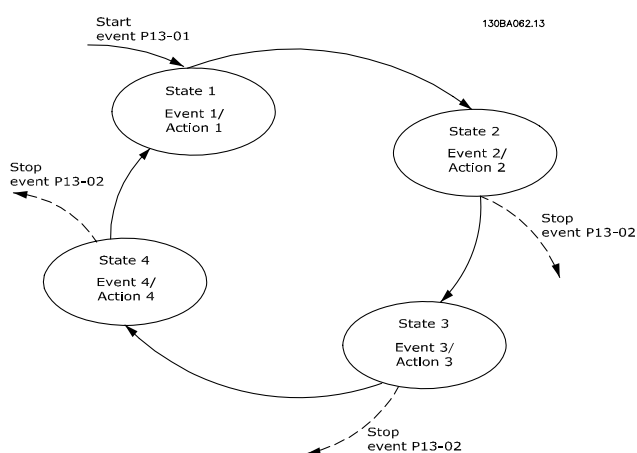 Start
event P13-01
130BA062.13
State 1
Event 1/
Action 1
State 2
Event 2/
Action 2
Stop
event P13-02
Stop
event P13-02
State 4
Event 4/
Action 4
State 3
Event 3/
Action 3
Stop
event P13-02